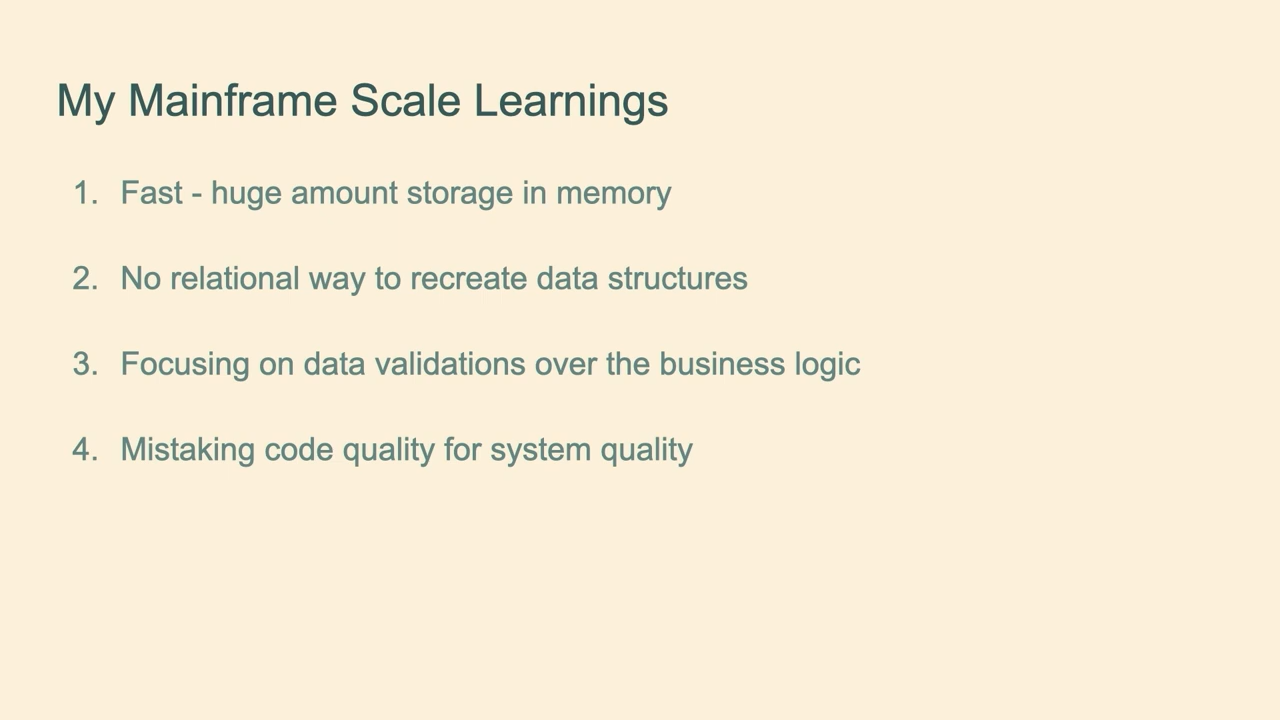 My Mainframe Scale Learnings
1. Fast - huge amount storage in memory
2. No relational way to recreate data structures
3. Focusing on data validations over the business logic
4. Mistaking code quality for system quality